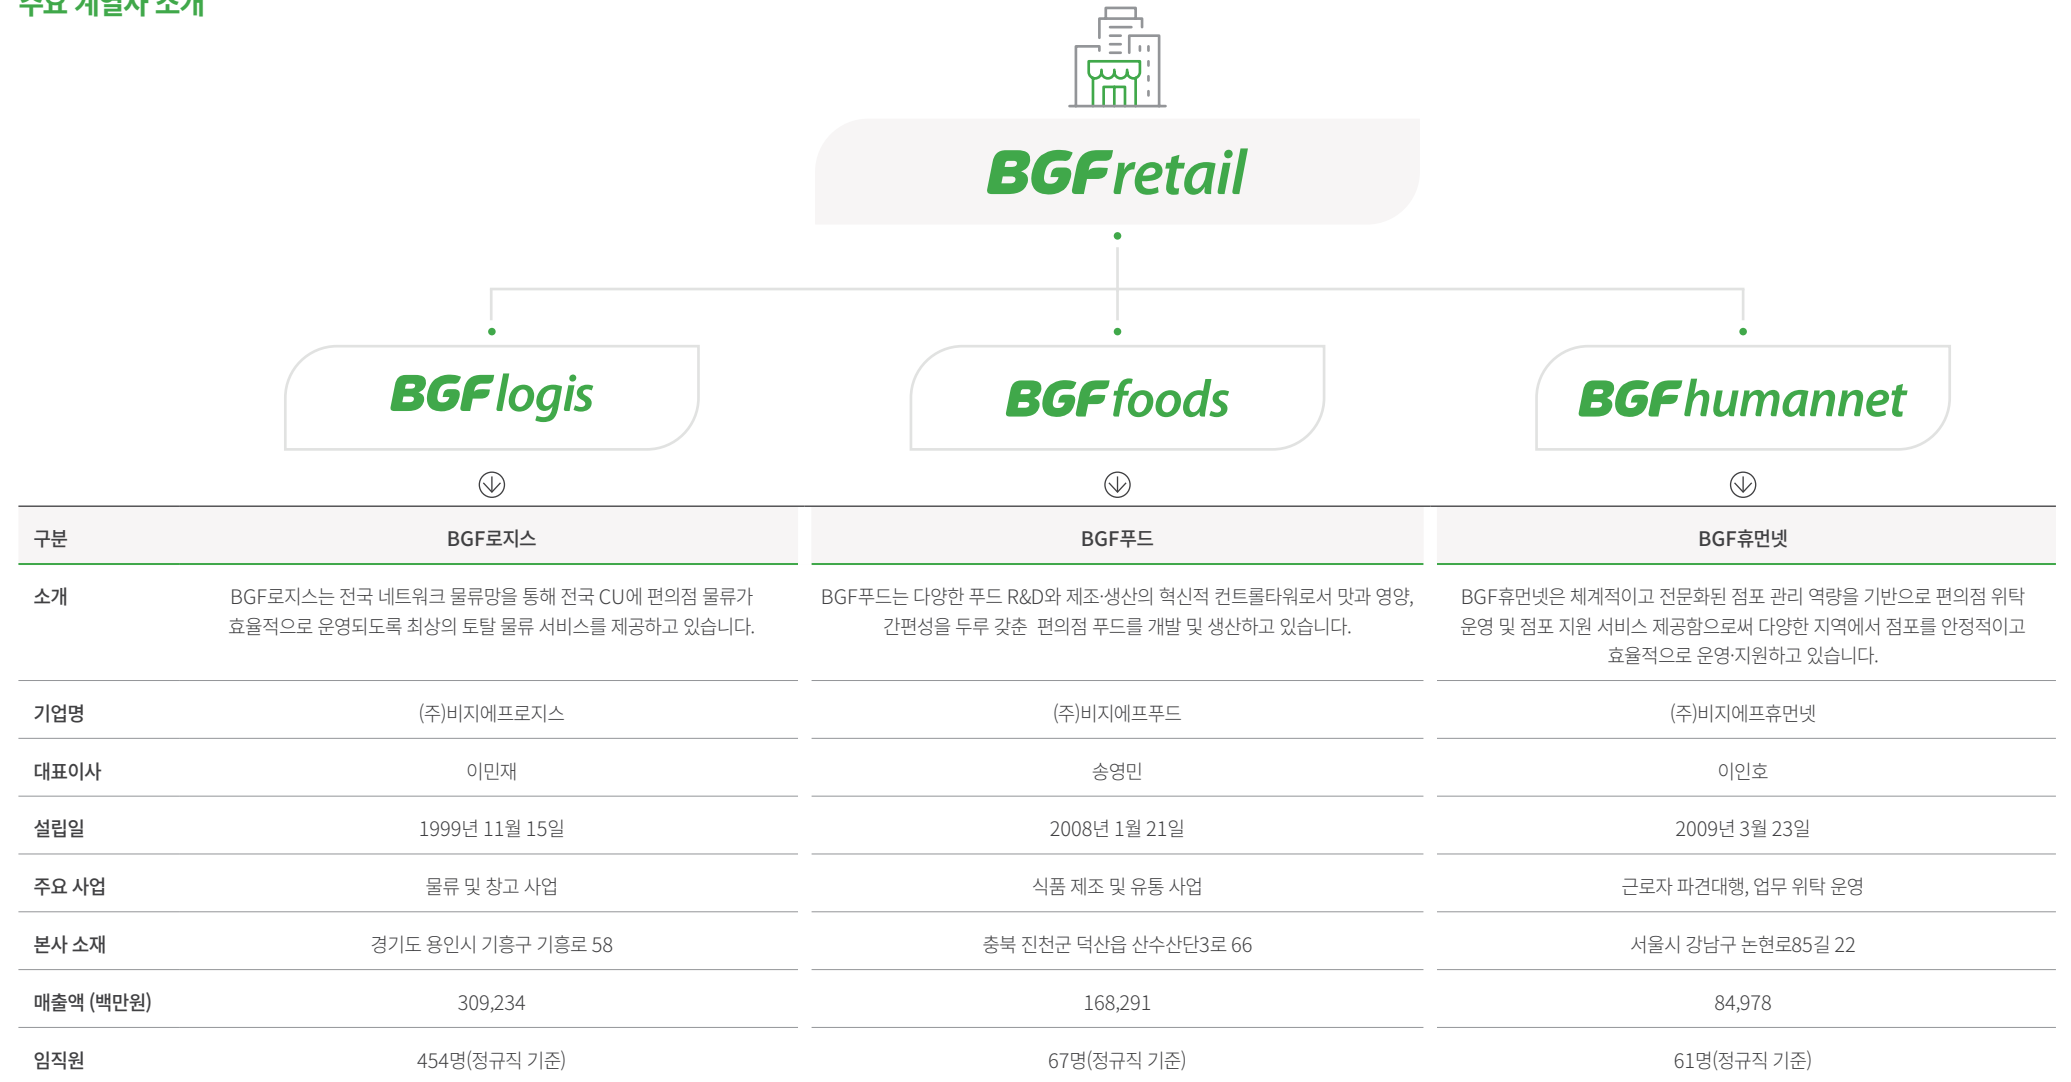 주요 계열사 소개
BGFretail
BGFlogis
BGFfoods
BGFhumannet
구분 BGF로지스 BGF푸드 BGF휴먼넷
소개
BGF로지스는 전국 네트워크 물류망을 통해 전국 CU에 편의점 물류가
효율적으로 운영되도록 최상의 토탈 물류 서비스를 제공하고 있습니다.
BGF푸드는 다양한 푸드 R&D와 제조·생산의 혁신적 컨트롤타워로서 맛과 영양,
간편성을 두루 갖춘 편의점 푸드를 개발 및 생산하고 있습니다.
BGF휴먼넷은 체계적이고 전문화된 점포 관리 역량을 기반으로 편의점 위탁
운영 및 점포 지원 서비스 제공함으로써 다양한 지역에서 점포를 안정적이고
효율적으로 운영·지원하고 있습니다.
기업명 (주)비지에프로지스 (주)비지에프푸드 (주)비지에프휴먼넷
대표이사 이민재 송영민 이인호
설립일 1999년 11월 15일 2008년 1월 21일 2009년 3월 23일
주요 사업 물류 및 창고 사업 식품 제조 및 유통 사업 근로자 파견대행, 업무 위탁 운영
본사 소재 경기도 용인시 기흥구 기흥로 58 충북 진천군 덕산읍 산수산단3로 66 서울시 강남구 논현로85길 22
매출액 (백만원) 309,234 168,291 84,978
임직원 454명(정규직 기준) 67명(정규직 기준) 61명(정규직 기준)